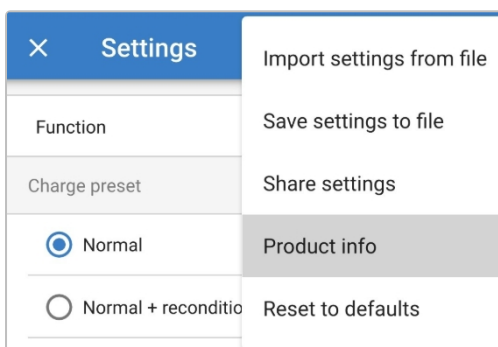 Settings
Import settings from file
Function
Save settings to file
Charge preset
Share settings
Normal
Product info
Normal + reconditio
Reset to defaults